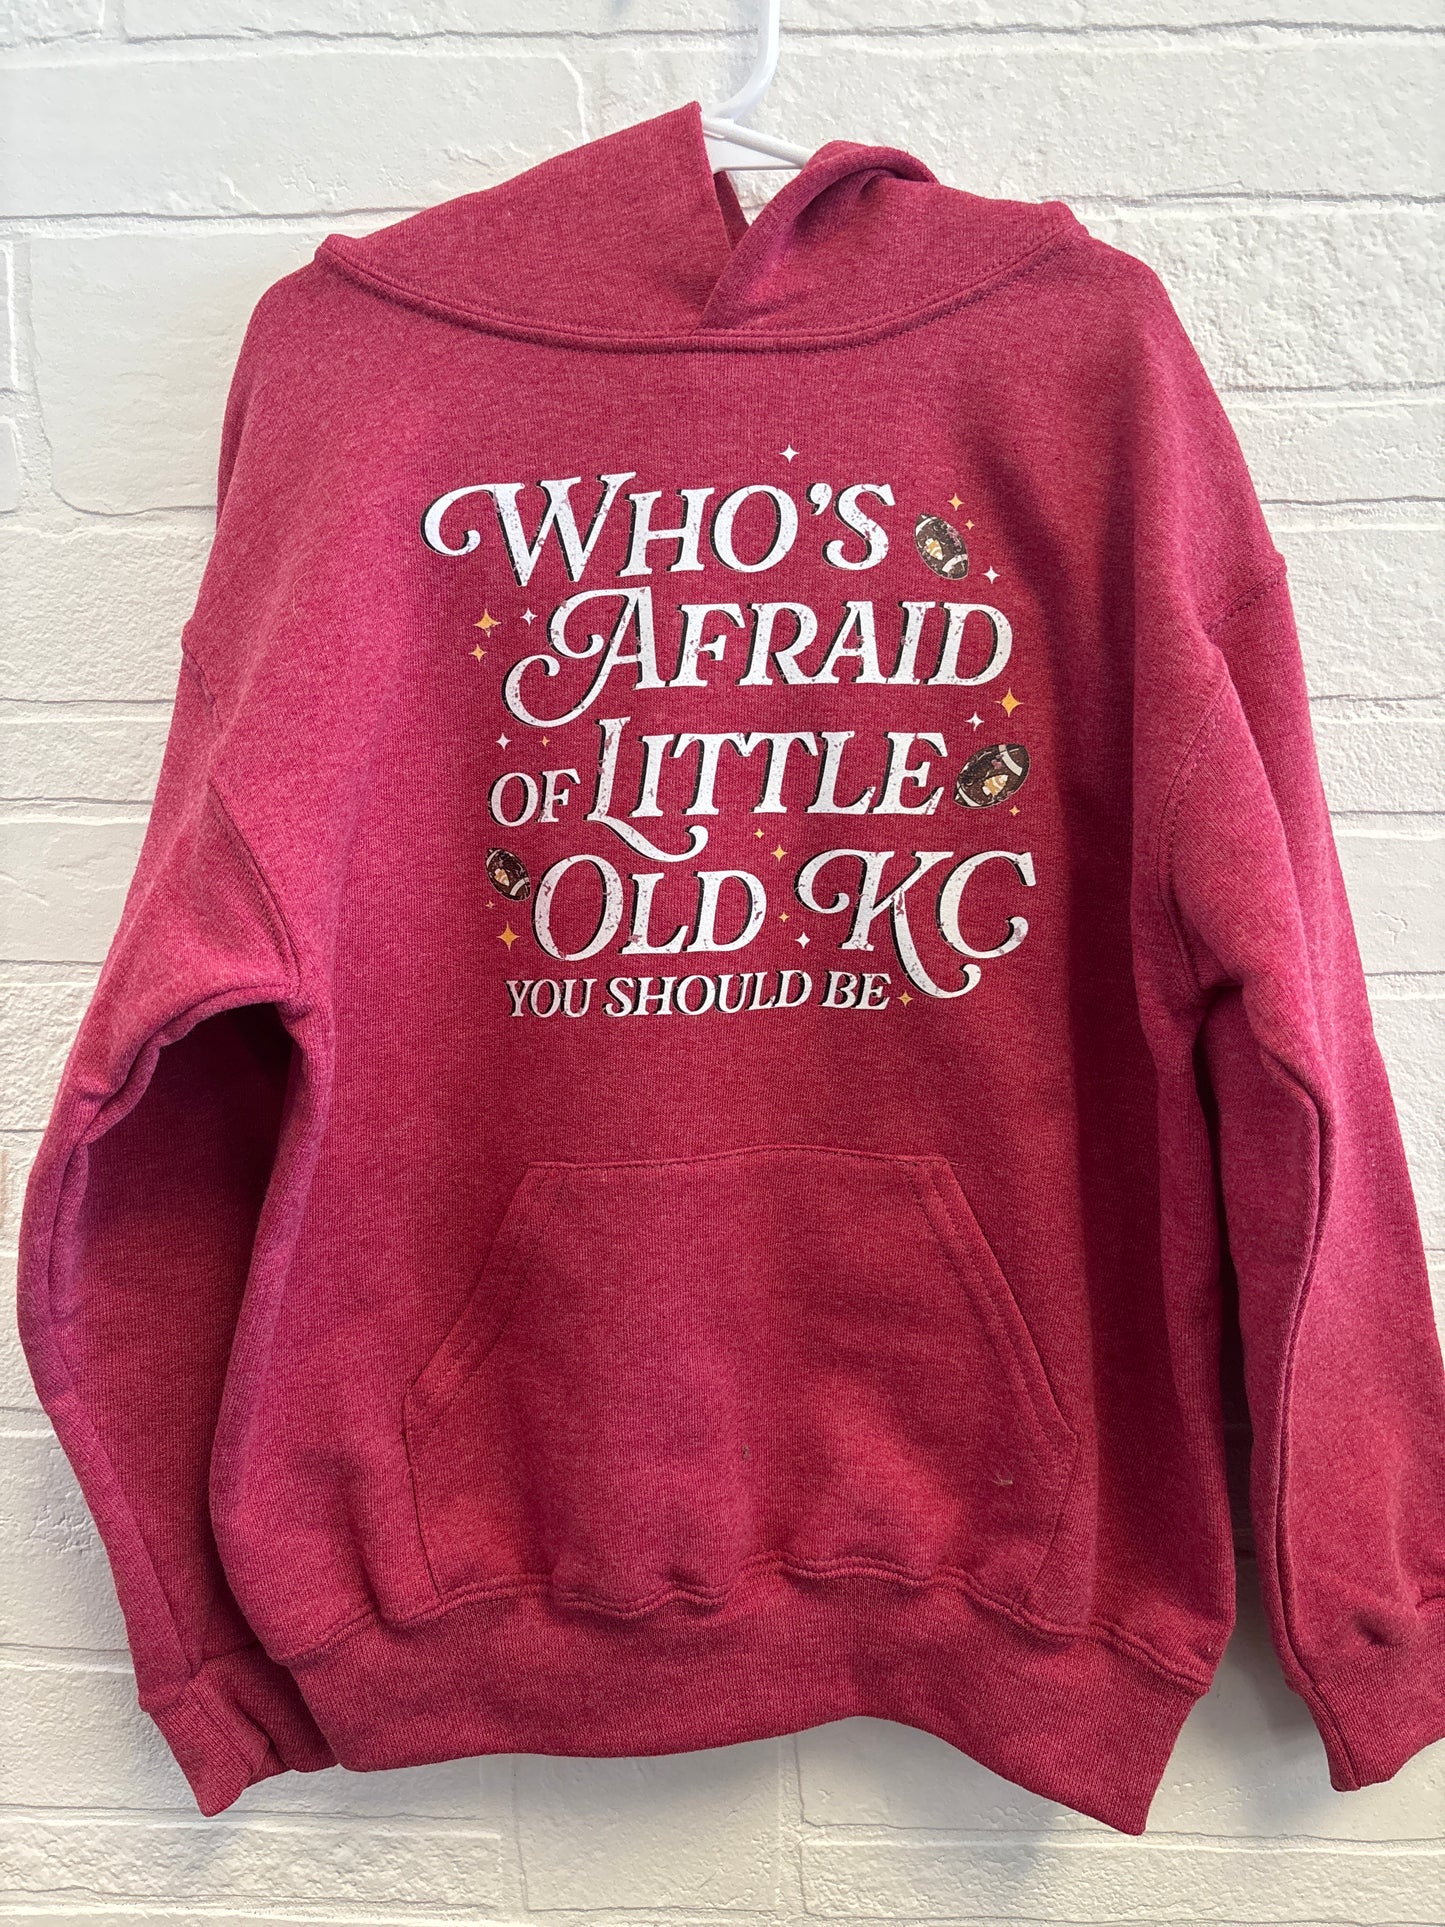 WHO'S
AFRAID
OF LITTLE
OLD KC
YOU SHOULD BE